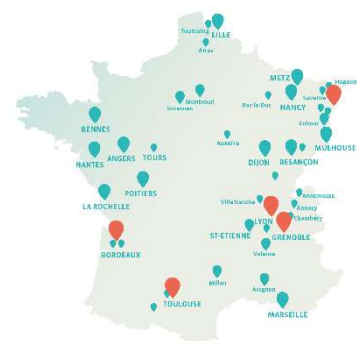 Tourcoing
LILLE
Arras
METZ
Haguenau
Montreuil
Suresnes
Bar-le-Duc
NANCY
Saverne
Colmar
RENNES
MULHOUSE
Auxerre
NANTES
ANGERS
TOURS
DIJON
BESANÇON
POITIERS
Annemasse
LA ROCHELLE
Villefranche
Annecy
LYON
Chambéry
ST-ETIENNE
GRENOBLE
BORDEAUX
Valence
Millau
Avignon
TOULOUSE
MARSEILLE